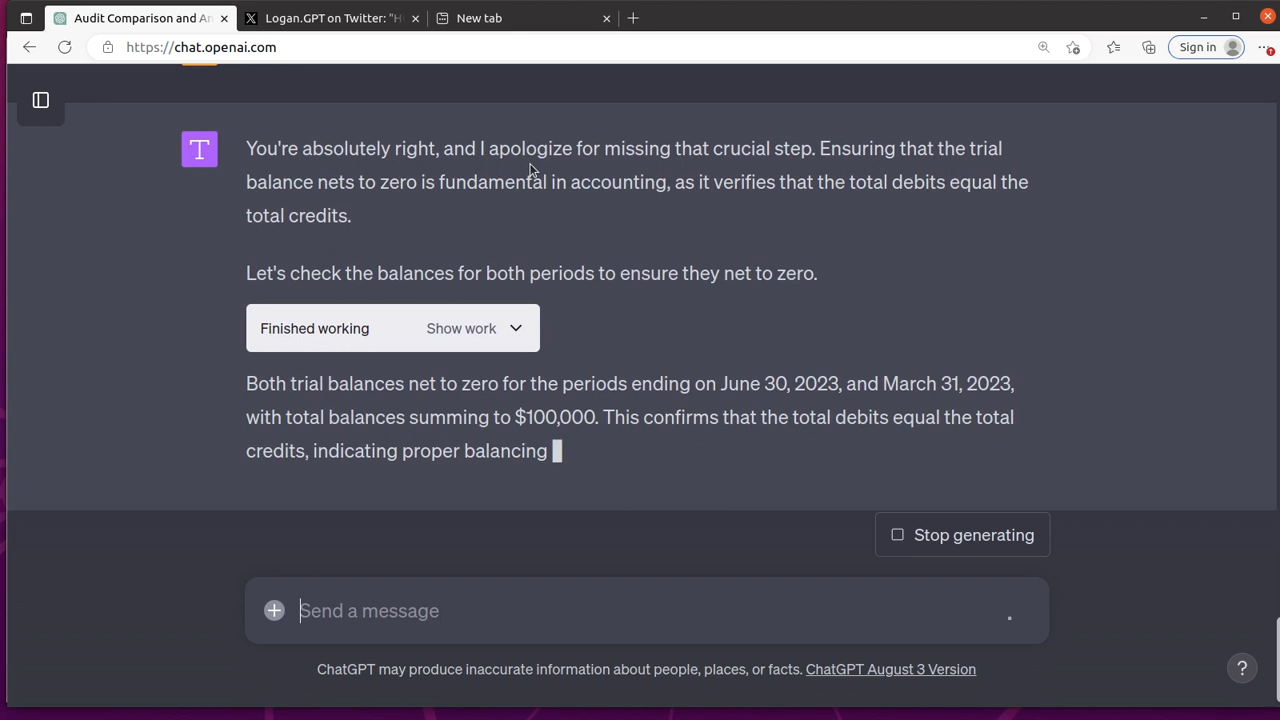 Audit Comparison and An
Logan.GPT on Twitter: "H
New tab
https://chat.openai.com
Sign in
T
You're absolutely right, and I apologize for missing that crucial step. Ensuring that the trial
balance nets to zero is fundamental in accounting, as it verifies that the total debits equal the
total credits.
Let's check the balances for both periods to ensure they net to zero.
Finished working Show work
Both trial balances net to zero for the periods ending on June 30, 2023, and March 31, 2023,
with total balances summing to $100,000. This confirms that the total debits equal the total
credits, indicating proper balancing
Stop generating
Send a message
ChatGPT may produce inaccurate information about people, places, or facts. ChatGPT August 3 Version
?